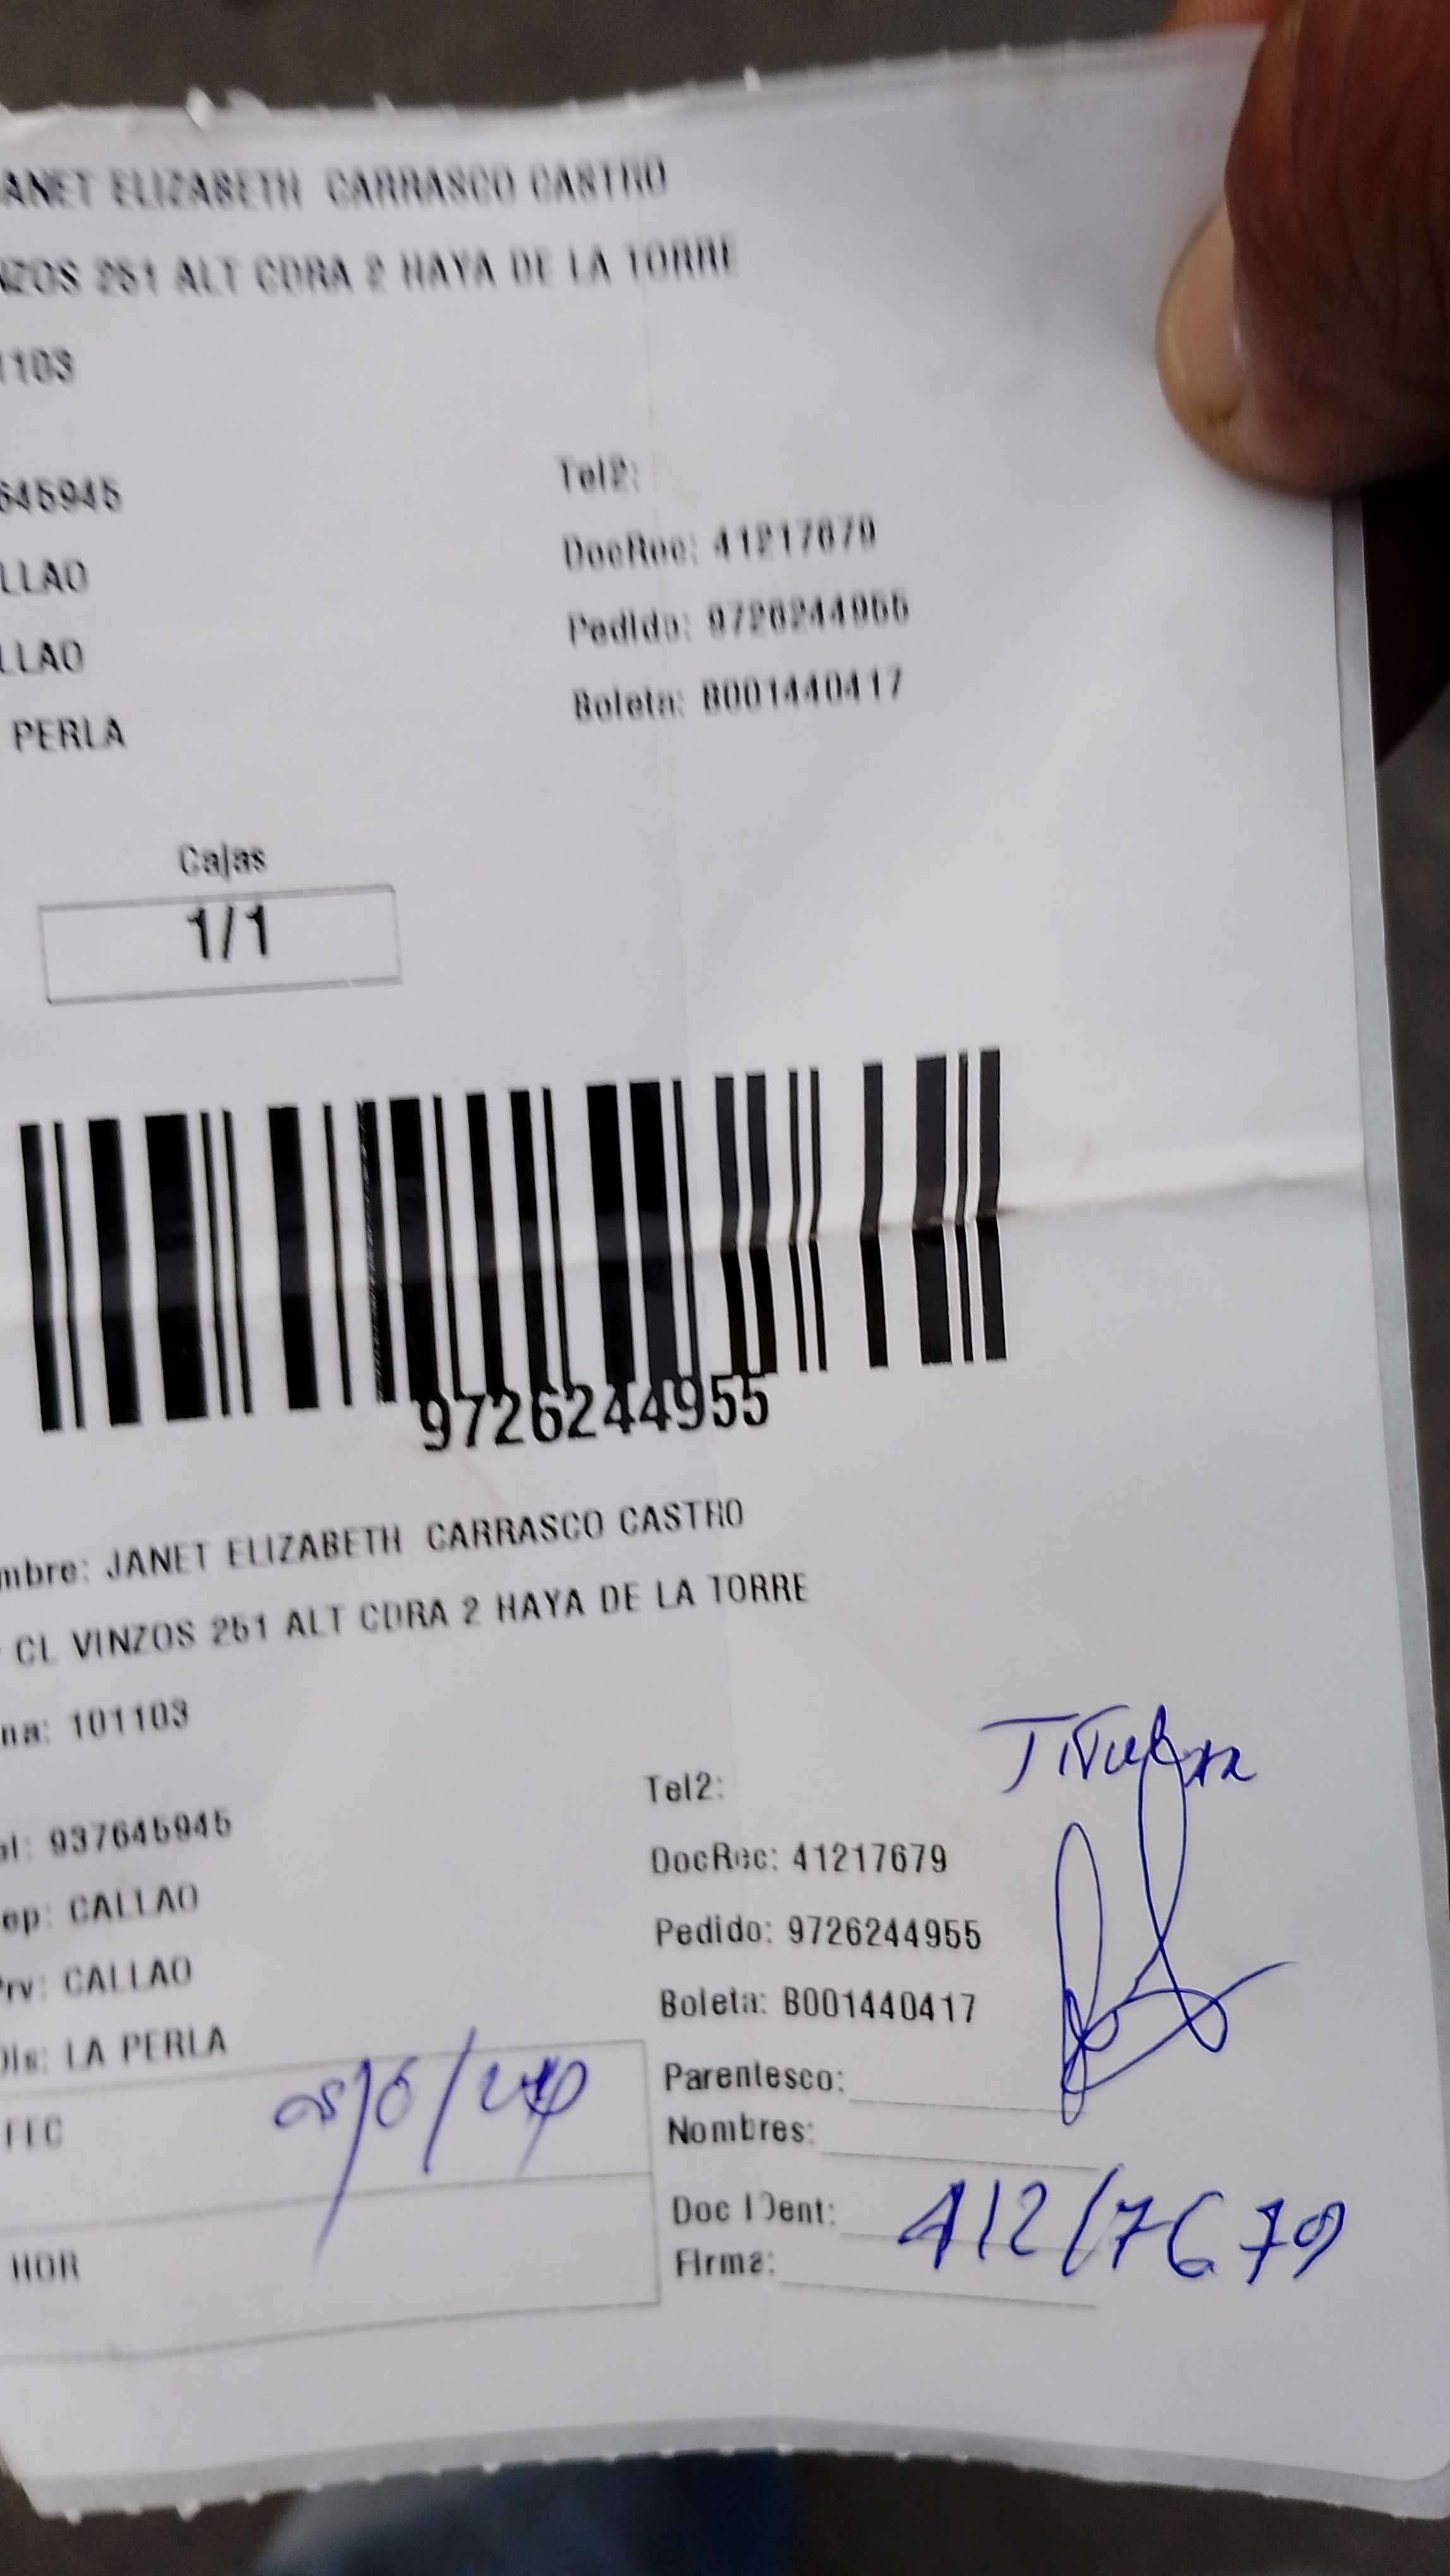 ANET ELIZABETH CARRASCO CASTRO
NZOS 251 ALT CDRA 2 HAYA DE LA TORRE
1103
645945
Tel2:
LLAO
DocRec: 41217679
LLAO
Pedido: 9726244955
PERLA
Boleta: B001440417
Cajas
1/1
9726244955
mbre: JANET ELIZABETH CARRASCO CASTRO
CL VINZOS 251 ALT CDRA 2 HAYA DE LA TORRE
na: 101103
Tel2:
el: 937645945
DocRec: 41217679
ep: CALLAO
Pedido: 9726244955
Prv: CALLAO
Boleta: B001440417
Dis: LA PERLA
Parentesco:
FEC
Nombres:
Doc IDent: 41217679
HOR
Firma: